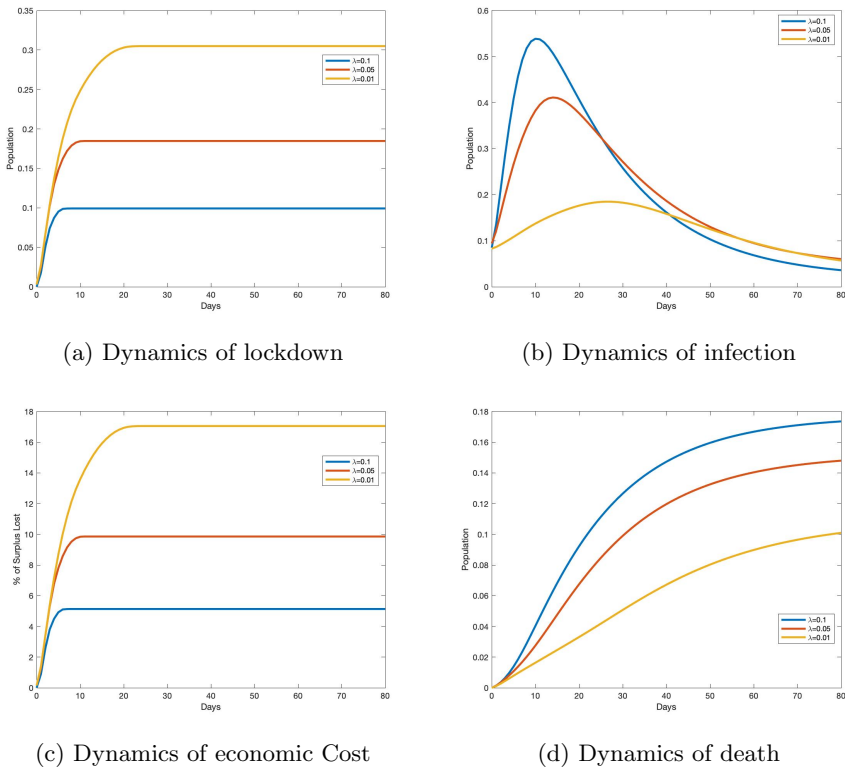 0.35
0.3
0.25
0.2
0.15
0.1
0.05
0
0 10 20 30 40 50 60 70 80
Population
Days
λ=0.1
λ=0.05
λ=0.01
(a) Dynamics of lockdown
0.6
0.5
0.4
0.3
0.2
0.1
0
0 10 20 30 40 50 60 70 80
Population
Days
λ=0.1
λ=0.05
λ=0.01
(b) Dynamics of infection
18
16
14
12
10
8
6
4
2
0
0 10 20 30 40 50 60 70 80
% of Surplus Lost
Days
λ=0.1
λ=0.05
λ=0.01
(c) Dynamics of economic Cost
0.18
0.16
0.14
0.12
0.1
0.08
0.06
0.04
0.02
0
0 10 20 30 40 50 60 70 80
Population
Days
λ=0.1
λ=0.05
λ=0.01
(d) Dynamics of death